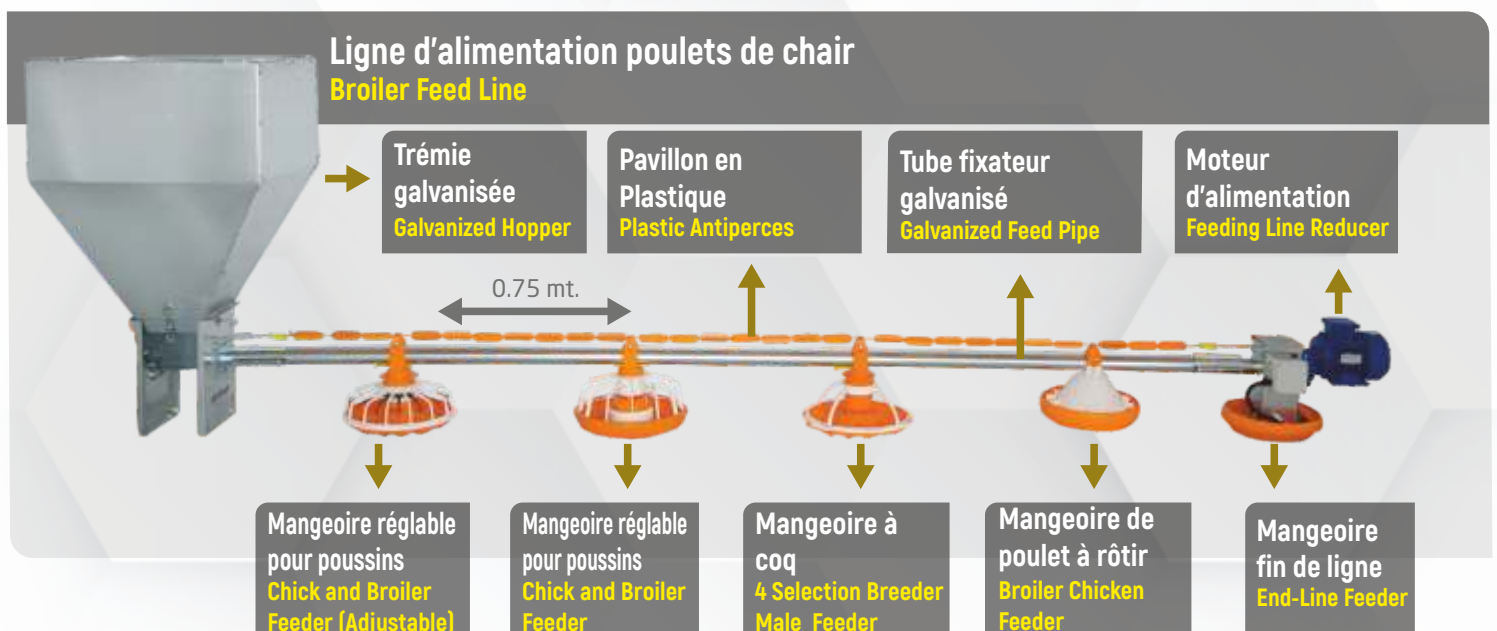 Ligne d'alimentation poulets de chair
Broiler Feed Line
Trémie
galvanisée
Galvanized Hopper
Pavillon en
Plastique
Plastic Antiperces
Tube fixateur
galvanisé
Galvanized Feed Pipe
Moteur
d'alimentation
Feeding Line Reducer
0.75 mt.
Mangeoire réglable
pour poussins
Chick and Broiler
Feeder (Adjustable)
Mangeoire réglable
pour poussins
Chick and Broiler
Feeder
Mangeoire à
coq
4 Selection Breeder
Male Feeder
Mangeoire de
poulet à rôtir
Broiler Chicken
Feeder
Mangeoire
fin de ligne
End-Line Feeder